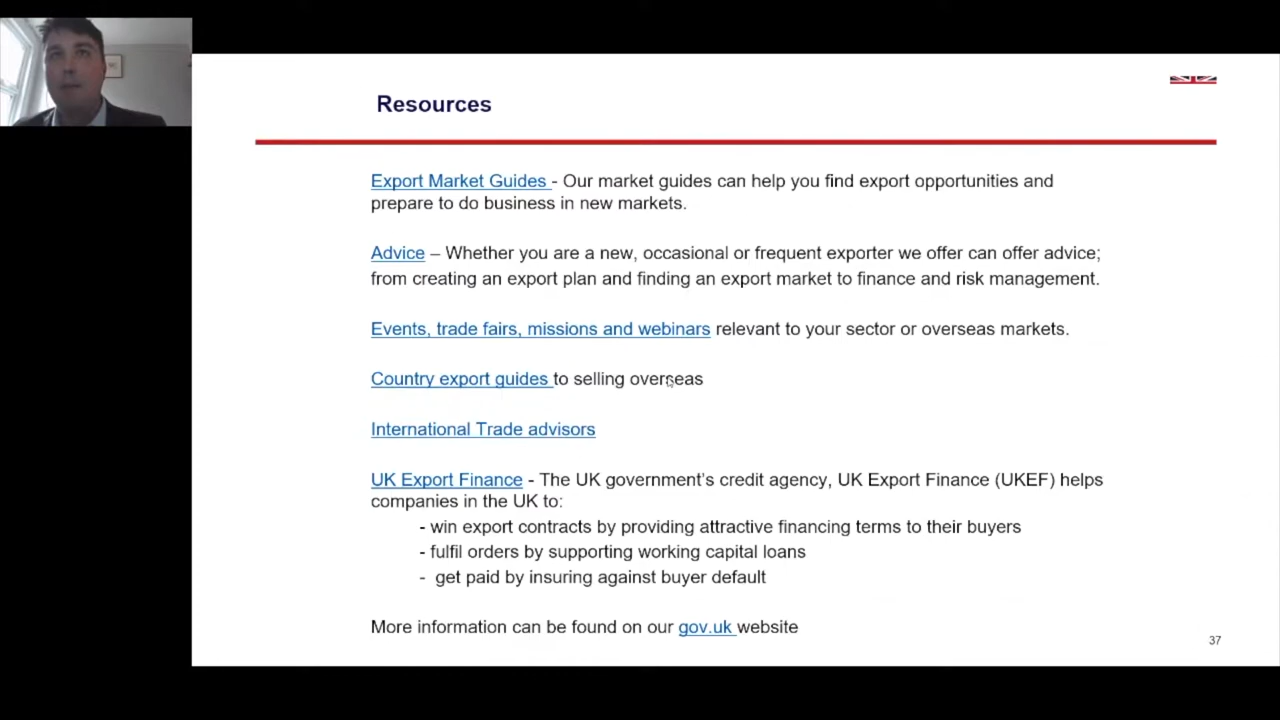 Resources
Export Market Guides - Our market guides can help you find export opportunities and
prepare to do business in new markets.
Advice – Whether you are a new, occasional or frequent exporter we offer can offer advice;
from creating an export plan and finding an export market to finance and risk management.
Events, trade fairs, missions and webinars relevant to your sector or overseas markets.
Country export guides to selling overseas
International Trade advisors
UK Export Finance - The UK government's credit agency, UK Export Finance (UKEF) helps
companies in the UK to:
- win export contracts by providing attractive financing terms to their buyers
- fulfil orders by supporting working capital loans
- get paid by insuring against buyer default
More information can be found on our gov.uk website
37